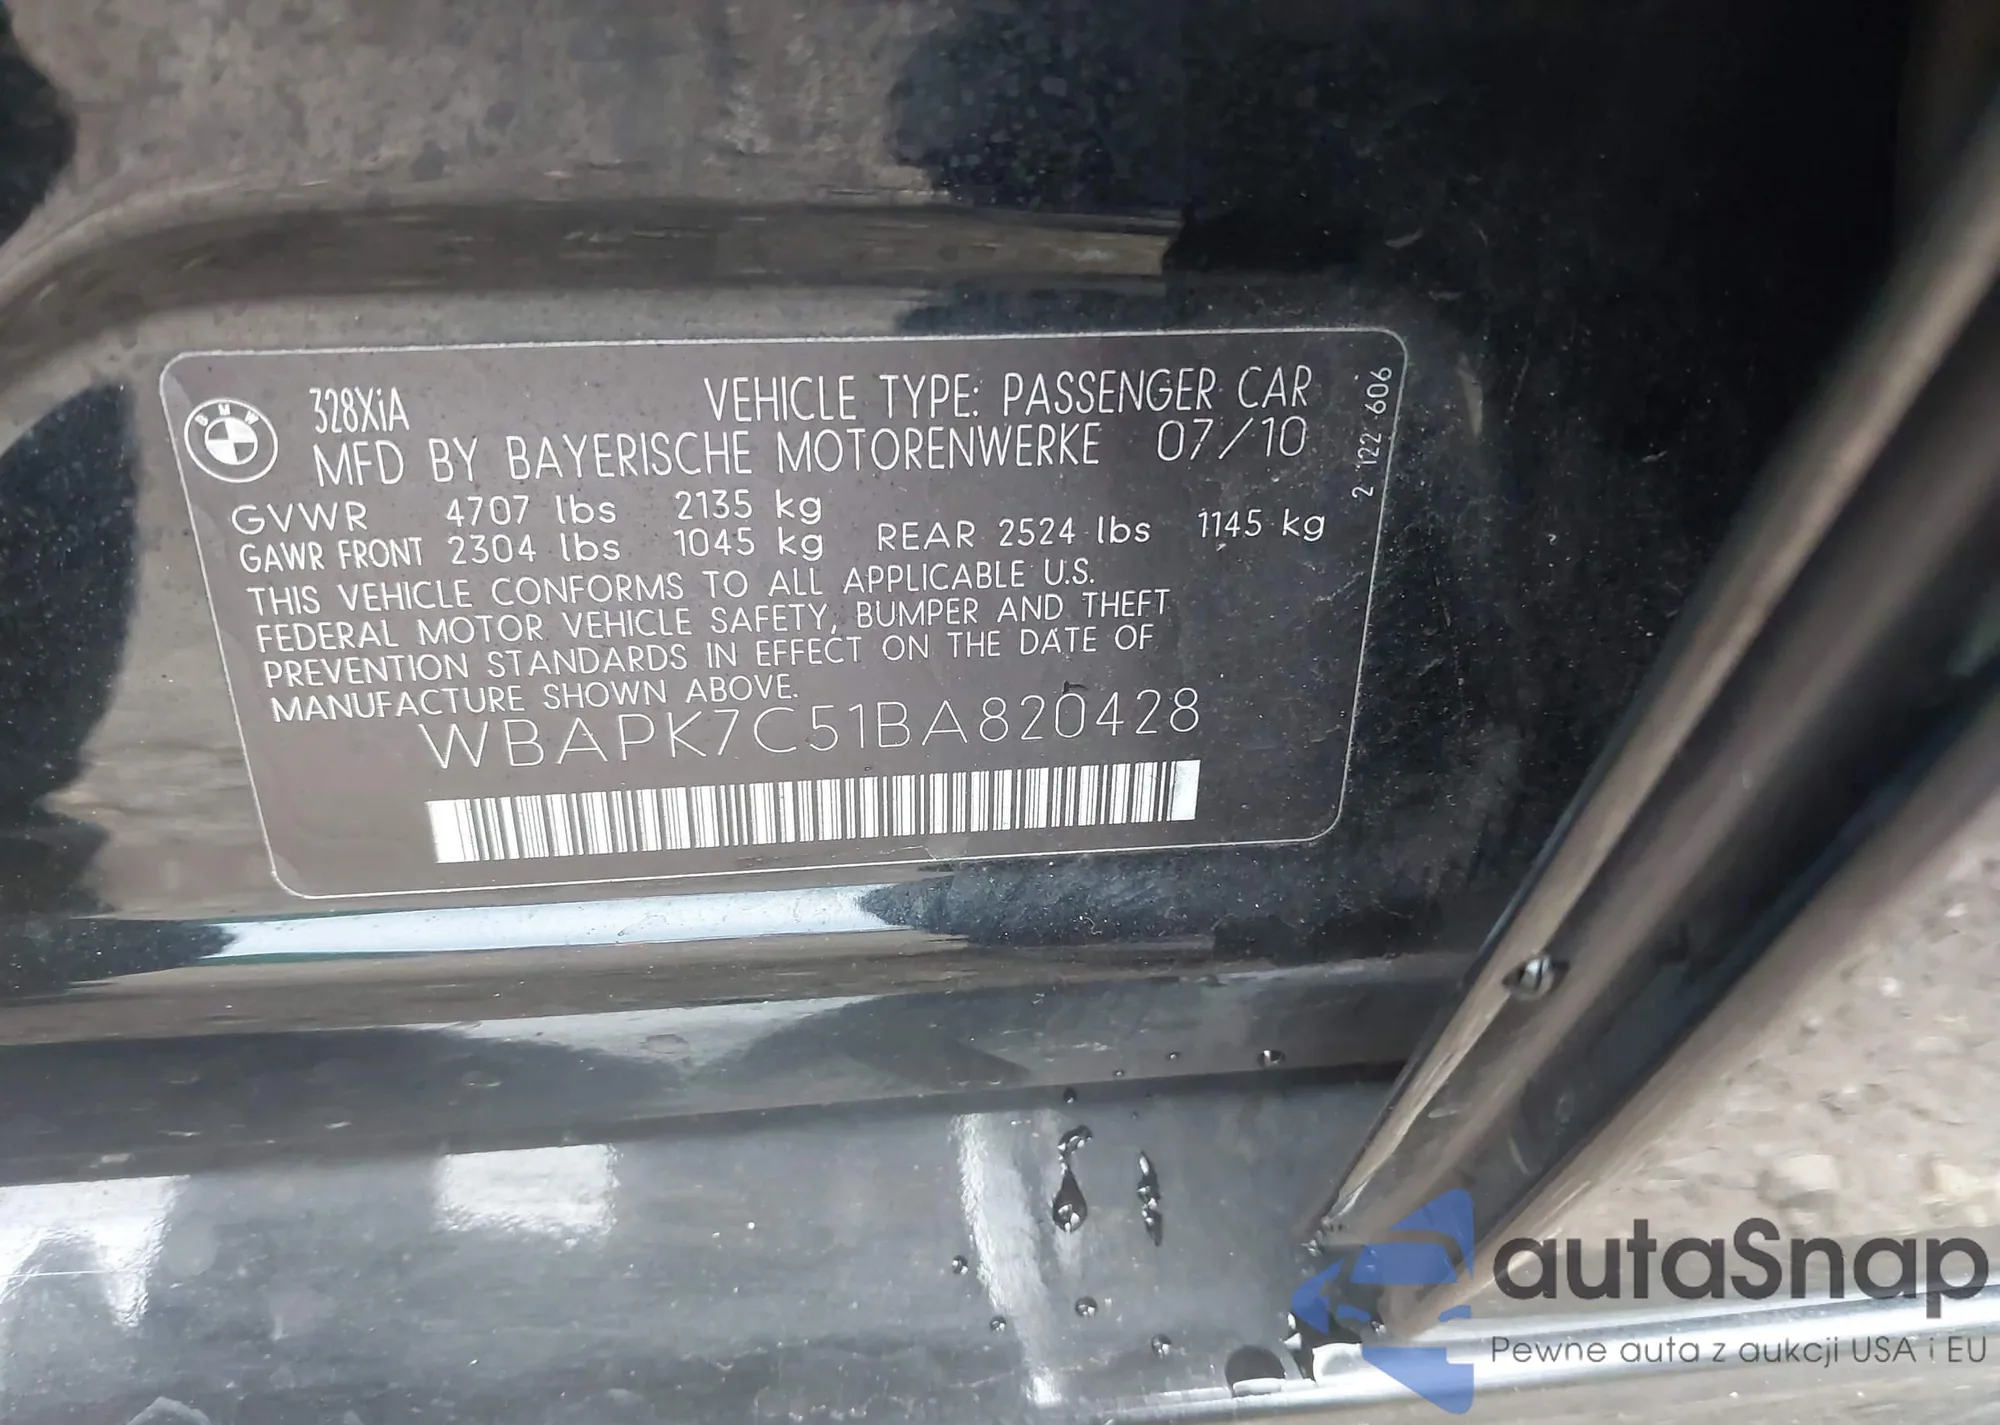 BMW
328XiA
VEHICLE TYPE: PASSENGER CAR
MFD BY BAYERISCHE MOTORENWERKE 07/10
GVWR 4707 lbs 2135 kg
GAWR FRONT 2304 lbs 1045 kg REAR 2524 lbs 1145 kg
THIS VEHICLE CONFORMS TO ALL APPLICABLE U.S.
FEDERAL MOTOR VEHICLE SAFETY, BUMPER AND THEFT
PREVENTION STANDARDS IN EFFECT ON THE DATE OF
MANUFACTURE SHOWN ABOVE.
WBAPK7C51BA820428
2 122 606
autaSnap
Pewne auta z aukcji USA i EU